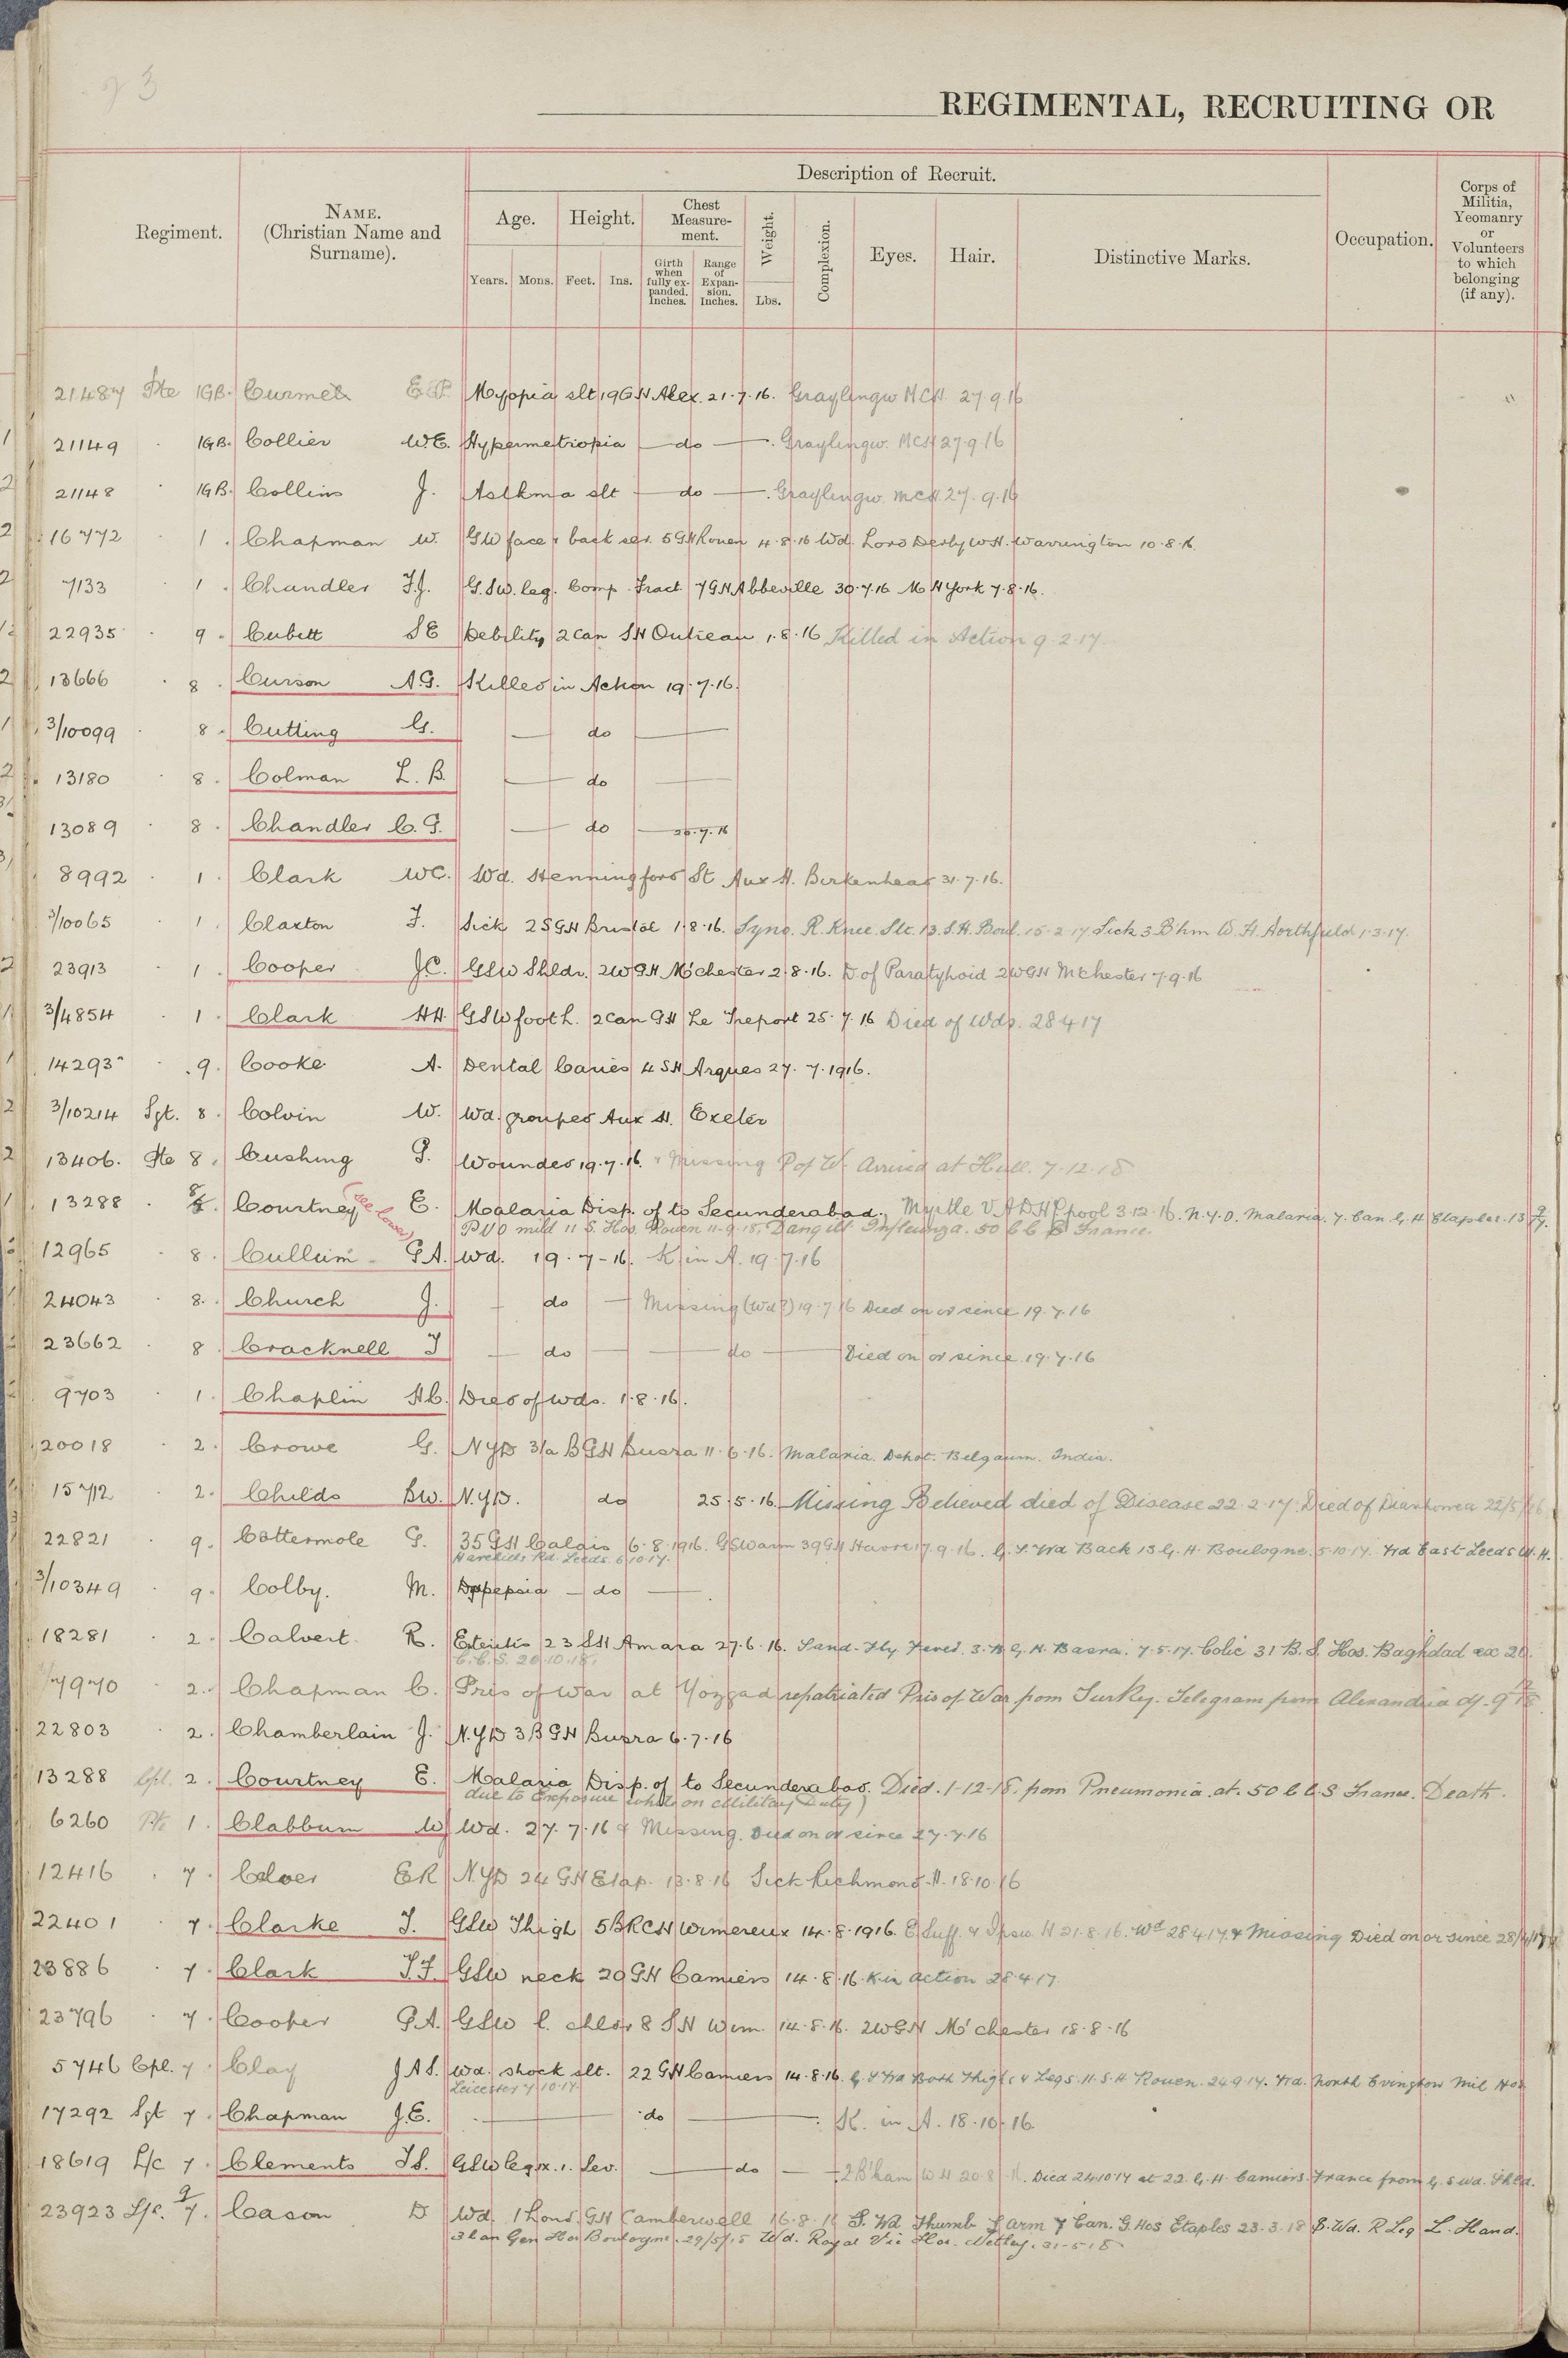 REGIMENTAL, RECRUITING OR
Regiment.
NAME.
(Christian Name and
Surname).
Description of Recruit.
Age.
Years. Mons.
Height.
Feet. Ins.
Chest
Measure-
ment.
Girth
when
fully ex-
panded.
Inches.
Range
of
Expan-
sion.
Inches.
Weight.
Lbs.
Complexion.
Eyes.
Hair.
Distinctive Marks.
Occupation.
Corps of
Militia,
Yeomanry
or
Volunteers
to which
belonging
(if any).
21487 Pte 1GB. Myopia slt 19GH Alex. 21.7.16. Graylingw MCH. 27.9.16
21149 1GB. Collier W.E. Hypermetropia — do —. Graylingw. MCH 27.9.16
21148 1GB. Collins J. Asthma slt — do —. Graylingw. MCH. 27.9.16
16772 1. Chapman W. GSW face & back sev. 5GH Rouen 4.8.16 Wd. Lord Derby W.H. Warrington 10.8.16
7133 1. Chandler F.J. G.S.W. leg. Comp. Fract. 7GH Abbeville 30.7.16 M H York 7.8.16.
22935 9. Cubitt S E Debility 2 Can SH Outreau 1.8.16 Killed in Action 9.2.17
13666 8. Curson A.G. Killed in Action 19.7.16.
3/10099 8. Cutting G. — do —
13180 8. Colman L. B. — do —
13089 8. Chandler C. G. — do — 20.7.16
8992 1. Clark W.C. Wd. Henningford St Aux H. Birkenhead 31.7.16.
3/10065 1. Claxton F. Sick 2SGH Bristol 1.8.16. Syno. R. Knee. Slt. 13. S.H. Boul. 15.2.17 Sick 3 Bhm W.H. Northfield 1.3.17.
23913 1. Cooper J.C. GSW Shldr. 2WGH M'chester 2.8.16. D. of Paratyphoid 2WGH Mchester 7.9.16
3/4854 1. Clark H.H. GSW foot L. 2 Can GH Le Treport 25.7.16 Died of Wds. 28.4.17
14293 9. Cooke A. Dental Caries 4 SH Arques 27.7.1916.
3/10214 Sgt. 8. Colvin W. Wd. grouped Aux H. Exeter
13406. Pte 8. Cushing G. Wounded 19.7.16. & Missing P of W. Arrived at Hull. 7.12.18
13288 8. Courtney (see lower) E. Malaria Disp. of to Secunderabad. Myrtle V.A.D.H. P'pool 3.12.16. N.Y.D. Malaria. 7. Can. G. H Etaples. 13
PUO mild 11 S. Hos. Rouen 11-9-18. Dang ill Influenza. 50 C C S France.
12965 8. Cullum G A. Wd. 19-7-16. K in A. 19.7.16
24043 8. Church J. — do — Missing (Wd?) 19.7.16 Died on or since 19.7.16
23662 8. Cracknell J — do — — do — Died on or since 19.7.16
9703 1. Chaplin H.C. Died of wds. 1.8.16.
20018 2. Crowe G. NYD 3/a BGH Busra 11.6.16. Malaria. Dehot. Belgaum. India.
15712 2. Childs B.W. N.Y.D. do 25.5.16. Missing Believed died of Disease 22.2.17. Died of Diarrhoea 22/5/16
22821 9. Cattermole G. 35GH Calais 6.8.1916. GSW arm 39GH Havre 17.9.16. G.S. Wd Back 13 G.H. Boulogne. 5.10.17. Wd East Leeds W.H.
Harehills Rd. Leeds. 6.10.17.
3/10349 9. Colby. M. Dyspepsia — do —
18281 2. Calvert R. Enteritis 23 SH Amara 27.6.16. Sand-Fly Fever. 3. B.G.H. Basra. 7.5.17. Colic 31 B.S. Hos. Baghdad ex 20.
C.C.S. 20.10.18.
7970 2. Chapman C. Pris of War at Yozgad repatriated Pris of War from Turkey. Telegram from Alexandria
22803 2. Chamberlain J. N.Y.D 3 BGH Busra 6.7.16
13288 Cpl. 2. Courtney E. Malaria Disp. of to Secunderabad. Died. 1-12-18. from Pneumonia. at. 50 C C.S France. Death.
due to Exposure whilst on Military Duty)
6260 Pte 1. Clabburn W Wd. 27.7.16 & Missing. Died on or since 27.7.16
12416 7. E R NYD 24 GH Etap. 13.8.16 Sick Richmond H. 18.10.16
22401 7. Clarke T. GSW Thigh 5BRCH Wimereux 14.8.1916. E Suff. & Ipsw. H 21.8.16. Wd 28.4.17 & Missing Died on or since 28/4/17
23886 7. Clark GSW neck 20GH Camiers 14.8.16. K in action 28.4.17.
23796 7. Cooper G.A. GSW 8 SH Wim. 14.8.16. 2WGH M'chester 18.8.16
5746 Cpl. 7. Clay J A S. Wd. shock slt. 22 GH Camiers 14.8.16. G.S Wd Both Thighs & Legs. 11. S.H. Rouen. 24.9.17. Wd. North Evington Mil Hos
Leicester 7.10.17.
17292 Sgt 7. Chapman J.E. — do — K. in A. 18.10.16.
18619 L/c 7. Clements GSW leg sev. — do — 2B'ham W H 20.8 Died 24.10.17 at 22. G. H. Camiers. France from G.S. wd. Shld.
23923 L/c. 9 7. Cason D Wd. 1 Lond. GH Camberwell 16.8.16 S. Wd Thumb & arm 7 Can. G. Hos Etaples 23.3.18 S. Wd. R Leg L. Hand.
3 Can Gen Hos Boulogne. 29/5/18 Wd. Royal Vic Hos. Netley. 31-5-18